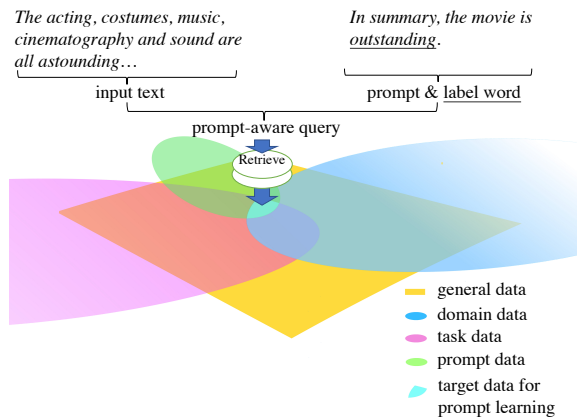 The acting, costumes, music,
cinematography and sound are
all astounding…
In summary, the movie is
outstanding.
input text
prompt & label word
prompt-aware query
Retrieve
general data
domain data
task data
prompt data
target data for
prompt learning